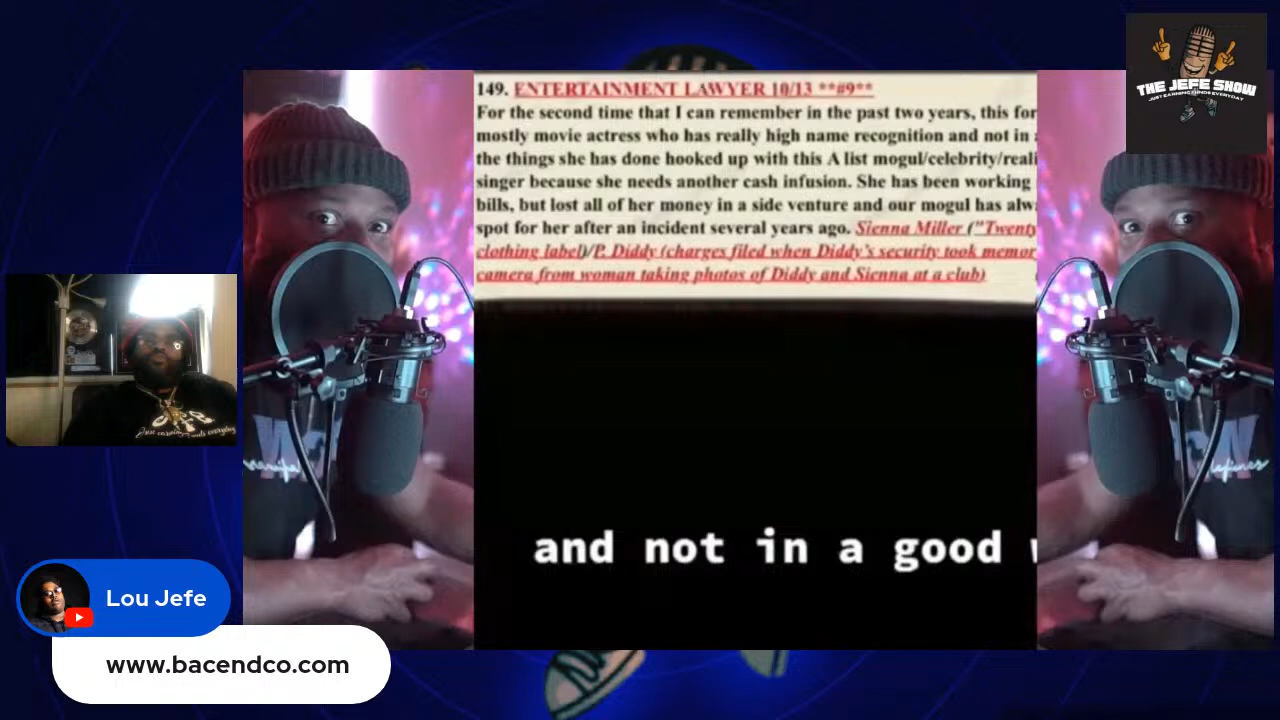 149. ENTERTAINMENT LAWYER 10/13 **#9**
For the second time that I can remember in the past two years, this for
mostly movie actress who has really high name recognition and not in
the things she has done hooked up with this A list mogul/celebrity/reali
singer because she needs another cash infusion. She has been working
bills, but lost all of her money in a side venture and our mogul has alw
spot for her after an incident several years ago. Sienna Miller ("Twenty
clothing label)/P. Diddy (charges filed when Diddy's security took memor
camera from woman taking photos of Diddy and Sienna at a club)
and not in a good
THE JEFE SHOW
JUST EARNING FUNDS EVERYDAY
Lou Jefe
www.bacendco.com